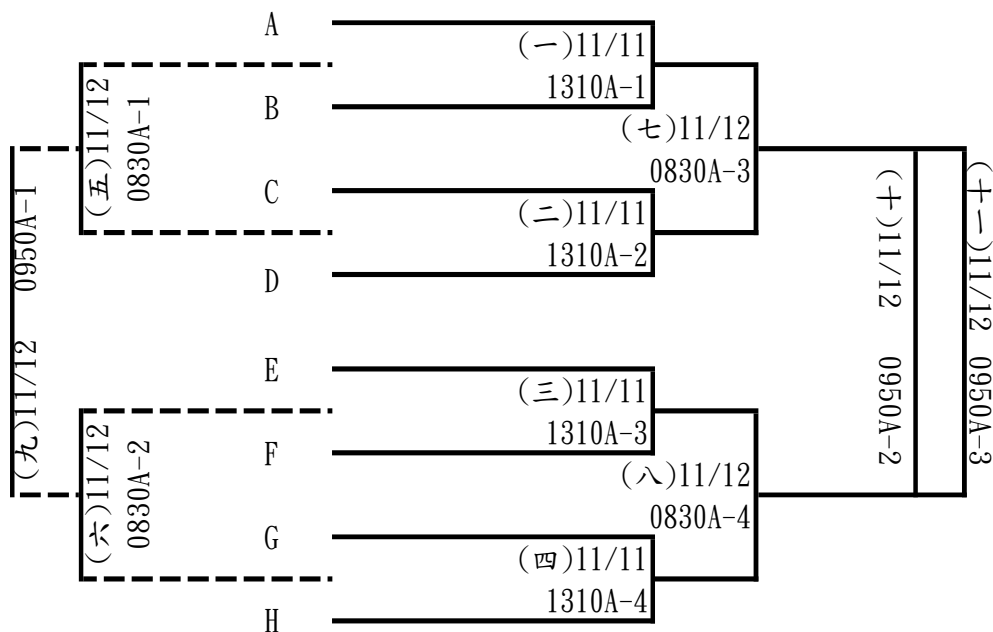 A
(一)11/11
1310A-1
B
(五)11/12
0830A-1
(七)11/12
0830A-3
C
(二)11/11
1310A-2
D
(九)11/12 0950A-1
(十)11/12 0950A-2
(十一)11/12 0950A-3
E
(三)11/11
1310A-3
F
(六)11/12
0830A-2
(八)11/12
0830A-4
G
(四)11/11
1310A-4
H